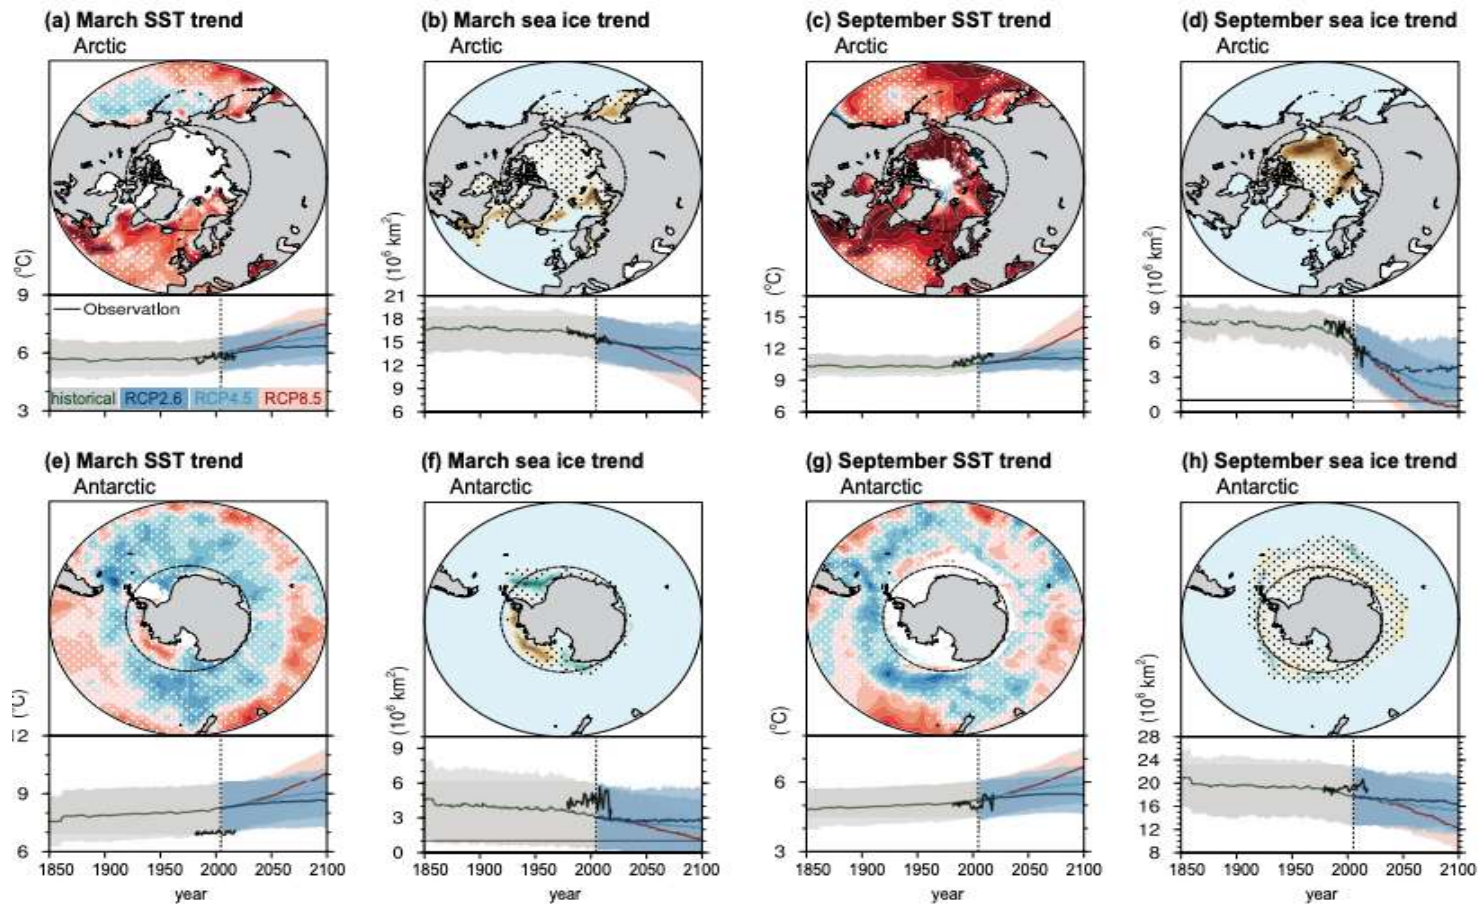 (a) March SST trend
Arctic
(b) March sea ice trend
Arctic
(c) September SST trend
Arctic
(d) September sea ice trend
Arctic
(°C)
9
6
3
Observation
historical RCP2.6 RCP4.5 RCP8.5
(10⁶ km²)
21
18
15
12
9
6
(°C)
15
12
9
6
(10⁶ km²)
9
6
3
0
(e) March SST trend
Antarctic
(f) March sea ice trend
Antarctic
(g) September SST trend
Antarctic
(h) September sea ice trend
Antarctic
(°C)
12
9
6
1850 1900 1950 2000 2050 2100
year
(10⁶ km²)
9
6
3
0
1850 1900 1950 2000 2050 2100
year
(°C)
6
3
1850 1900 1950 2000 2050 2100
year
(10⁶ km²)
28
24
20
16
12
8
1850 1900 1950 2000 2050 2100
year